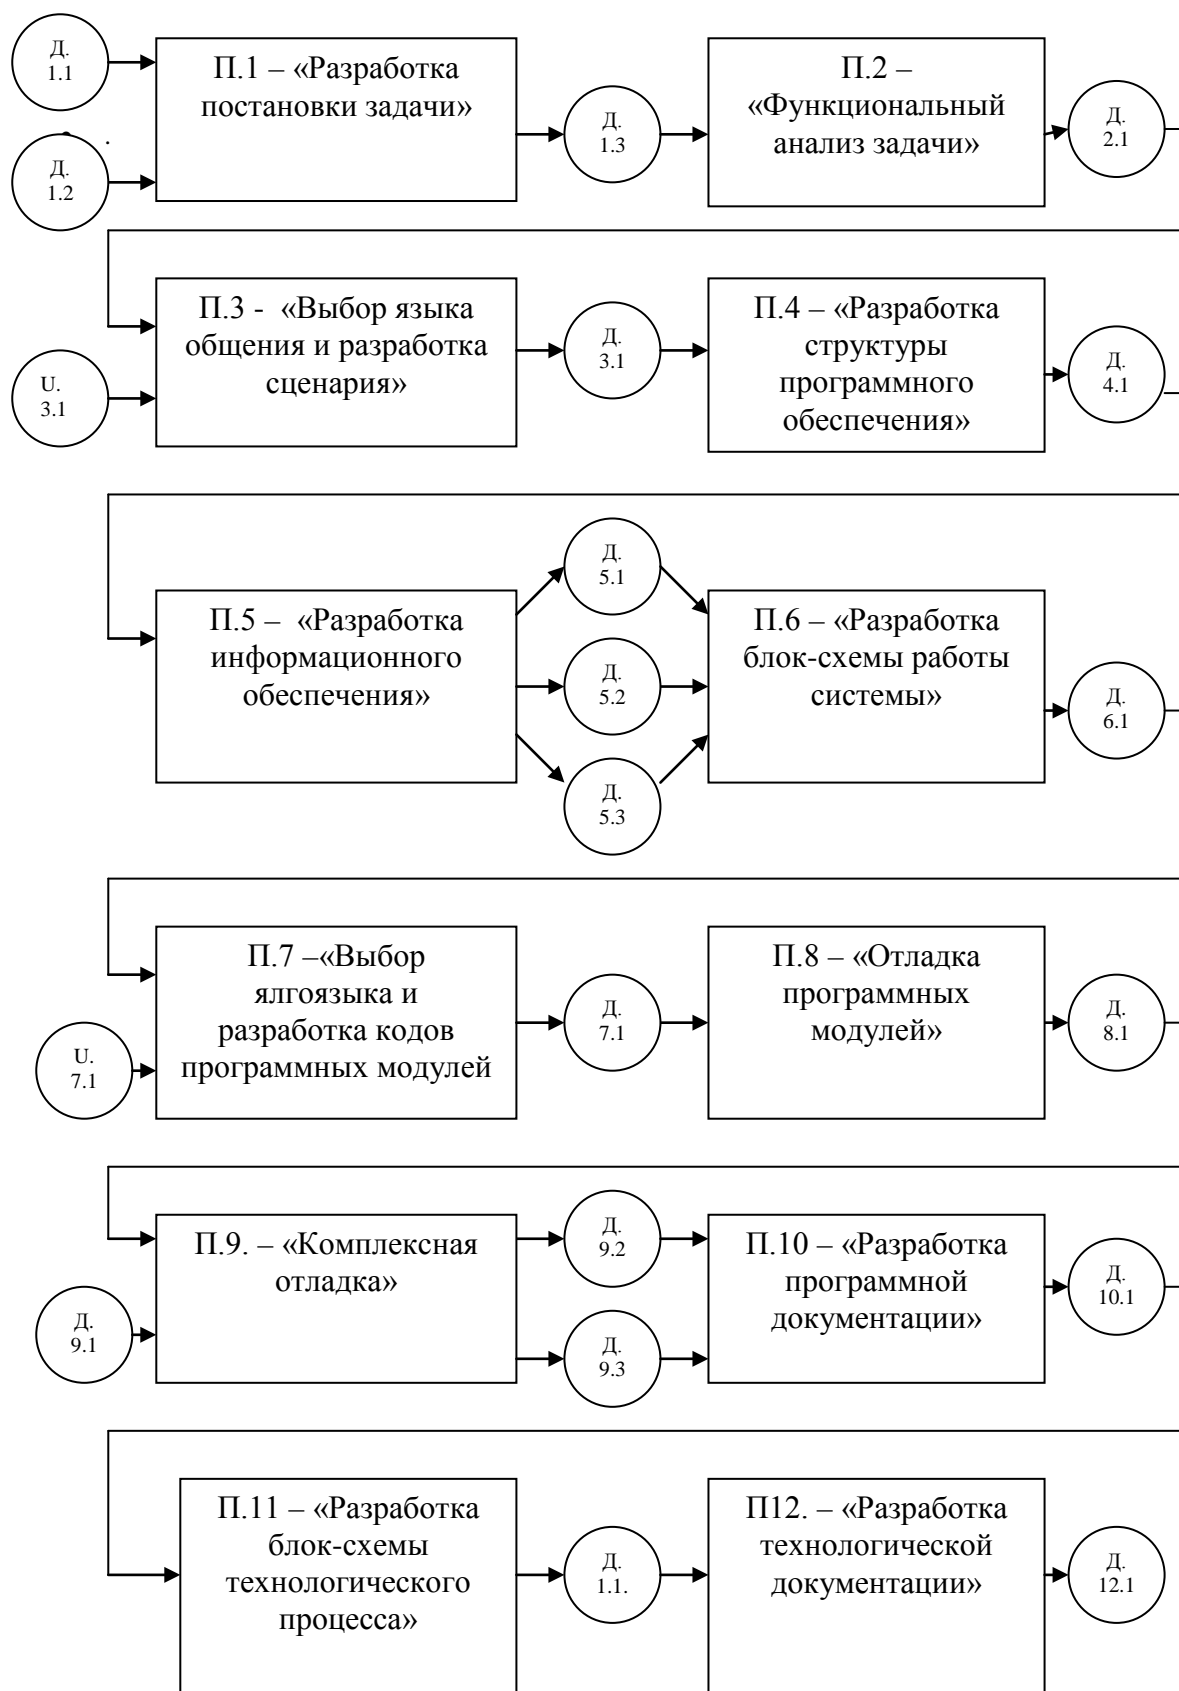 Д.
1.1
П.1 – «Разработка
постановки задачи»
Д.
1.2
Д.
1.3
П.2 –
«Функциональный
анализ задачи»
Д.
2.1
П.3 - «Выбор языка
общения и разработка
сценария»
U.
3.1
Д.
3.1
П.4 – «Разработка
структуры
программного
обеспечения»
Д.
4.1
П.5 – «Разработка
информационного
обеспечения»
Д.
5.1
Д.
5.2
Д.
5.3
П.6 – «Разработка
блок-схемы работы
системы»
Д.
6.1
П.7 –«Выбор
ялгоязыка и
разработка кодов
программных модулей
U.
7.1
Д.
7.1
П.8 – «Отладка
программных
модулей»
Д.
8.1
П.9. – «Комплексная
отладка»
Д.
9.1
Д.
9.2
Д.
9.3
П.10 – «Разработка
программной
документации»
Д.
10.1
П.11 – «Разработка
блок-схемы
технологического
процесса»
Д.
1.1.
П12. – «Разработка
технологической
документации»
Д.
12.1